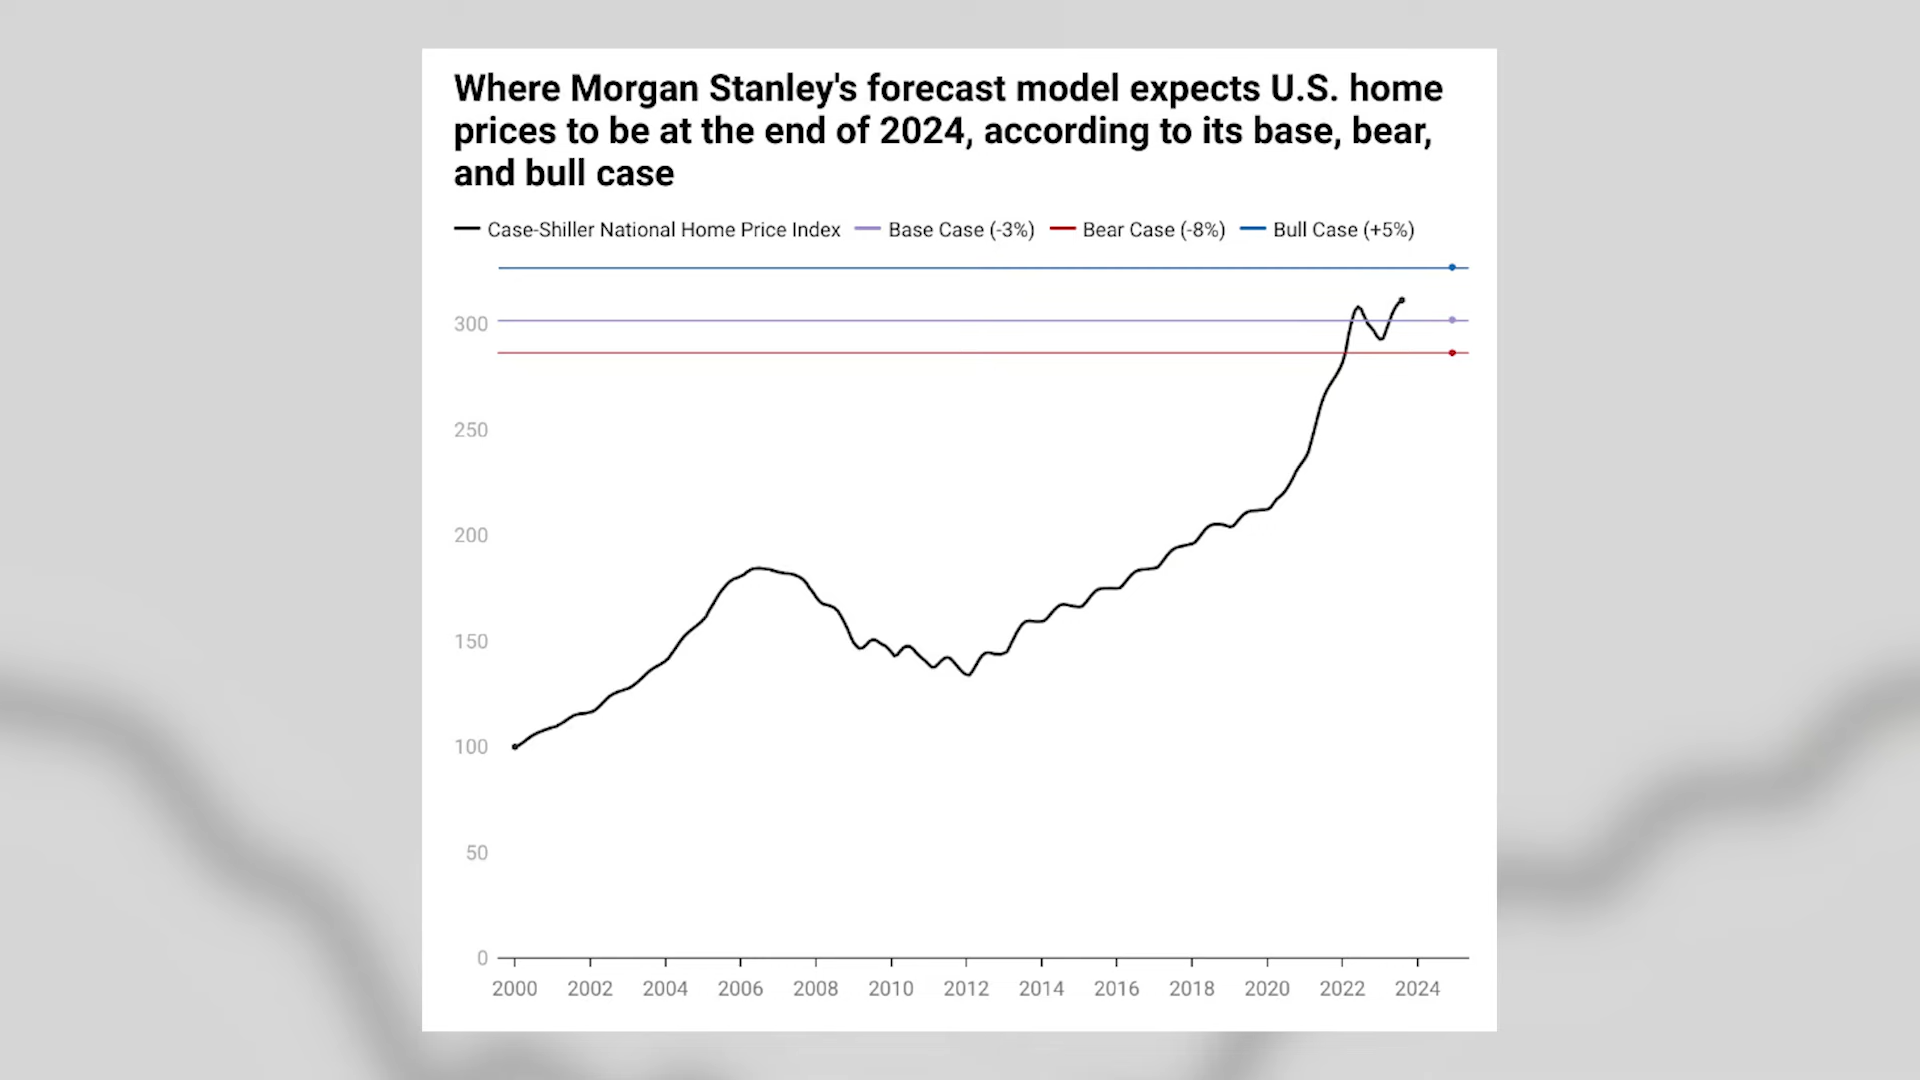 Where Morgan Stanley's forecast model expects U.S. home
prices to be at the end of 2024, according to its base, bear,
and bull case
Case-Shiller National Home Price Index Base Case (-3%) Bear Case (-8%) Bull Case (+5%)
300
250
200
150
100
50
0
2000 2002 2004 2006 2008 2010 2012 2014 2016 2018 2020 2022 2024